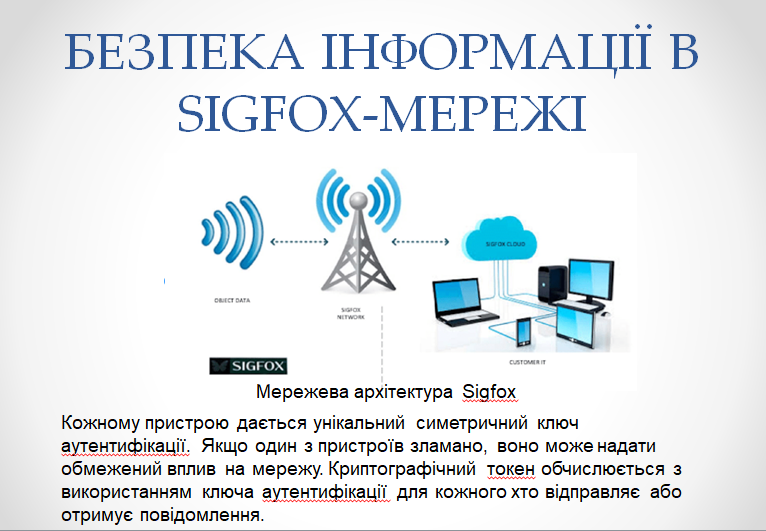 БЕЗПЕКА ІНФОРМАЦІЇ В
SIGFOX-МЕРЕЖІ
SIGFOX CLOUD
OBJECT DATA
SIGFOX
NETWORK
CUSTOMER IT
SIGFOX
Мережева архітектура Sigfox
Кожному пристрою дається унікальний симетричний ключ
аутентифікації. Якщо один з пристроїв зламано, воно може надати
обмежений вплив на мережу. Криптографічний токен обчислюється з
використанням ключа аутентифікації для кожного хто відправляє або
отримує повідомлення.